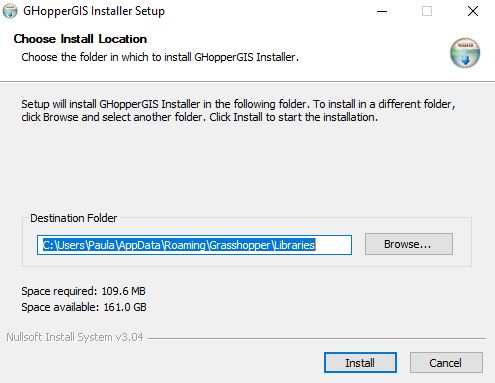 GHopperGIS Installer Setup
Choose Install Location
Choose the folder in which to install GHopperGIS Installer.
Setup will install GHopperGIS Installer in the following folder. To install in a different folder,
click Browse and select another folder. Click Install to start the installation.
Destination Folder
C:\Users\Paula\AppData\Roaming\Grasshopper\Libraries
Browse...
Space required: 109.6 MB
Space available: 161.0 GB
Nullsoft Install System v3.04
Install
Cancel